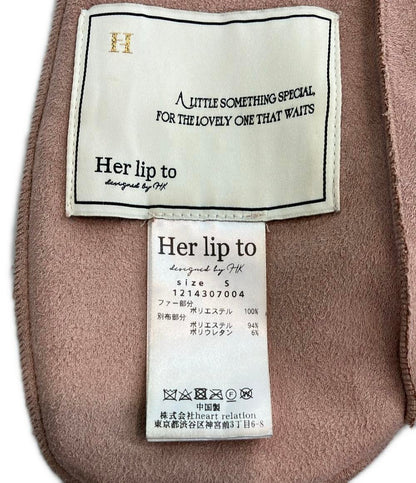 H
A LITTLE SOMETHING SPECIAL,
FOR THE LOVELY ONE THAT WAITS
Her lip to
designed by HK
Her lip to
designed by HK
size S
1214307004
ファー部分
ポリエステル 100%
別布部分
ポリエステル 94%
ポリウレタン 6%
中国製
株式会社heart relation
東京都渋谷区神宮前3丁目6-8